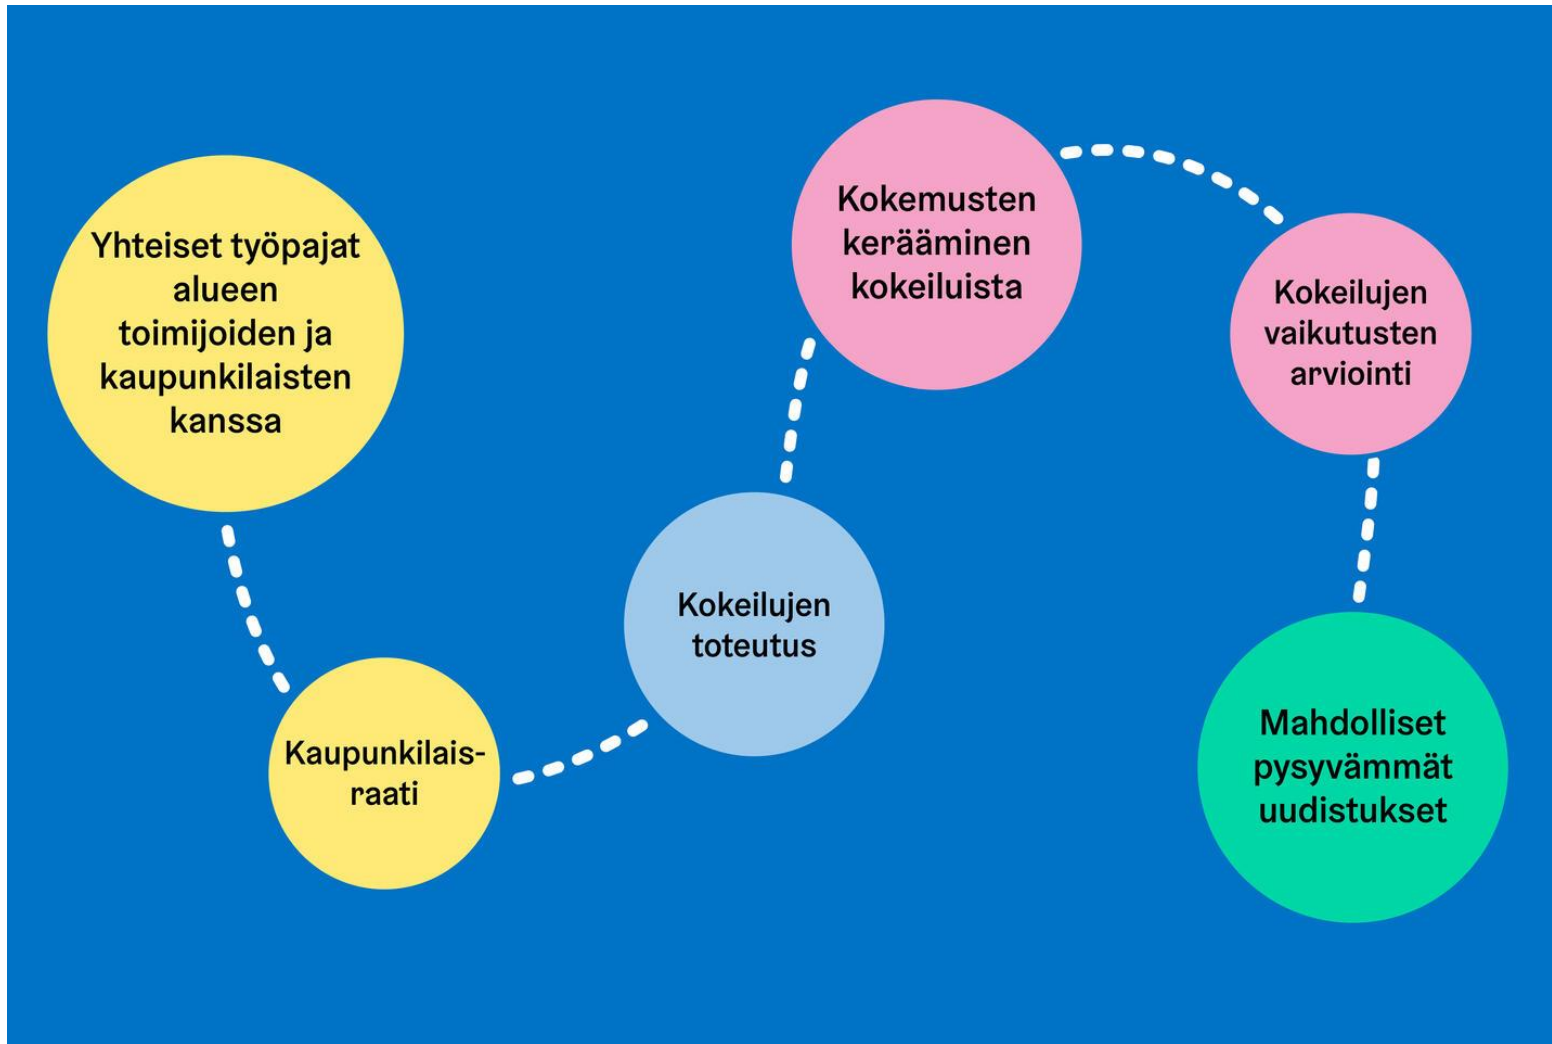 Yhteiset työpajat
alueen
toimijoiden ja
kaupunkilaisten
kanssa
Kaupunkilais-
raati
Kokeilujen
toteutus
Kokemusten
kerääminen
kokeiluista
Kokeilujen
vaikutusten
arviointi
Mahdolliset
pysyvämmät
uudistukset